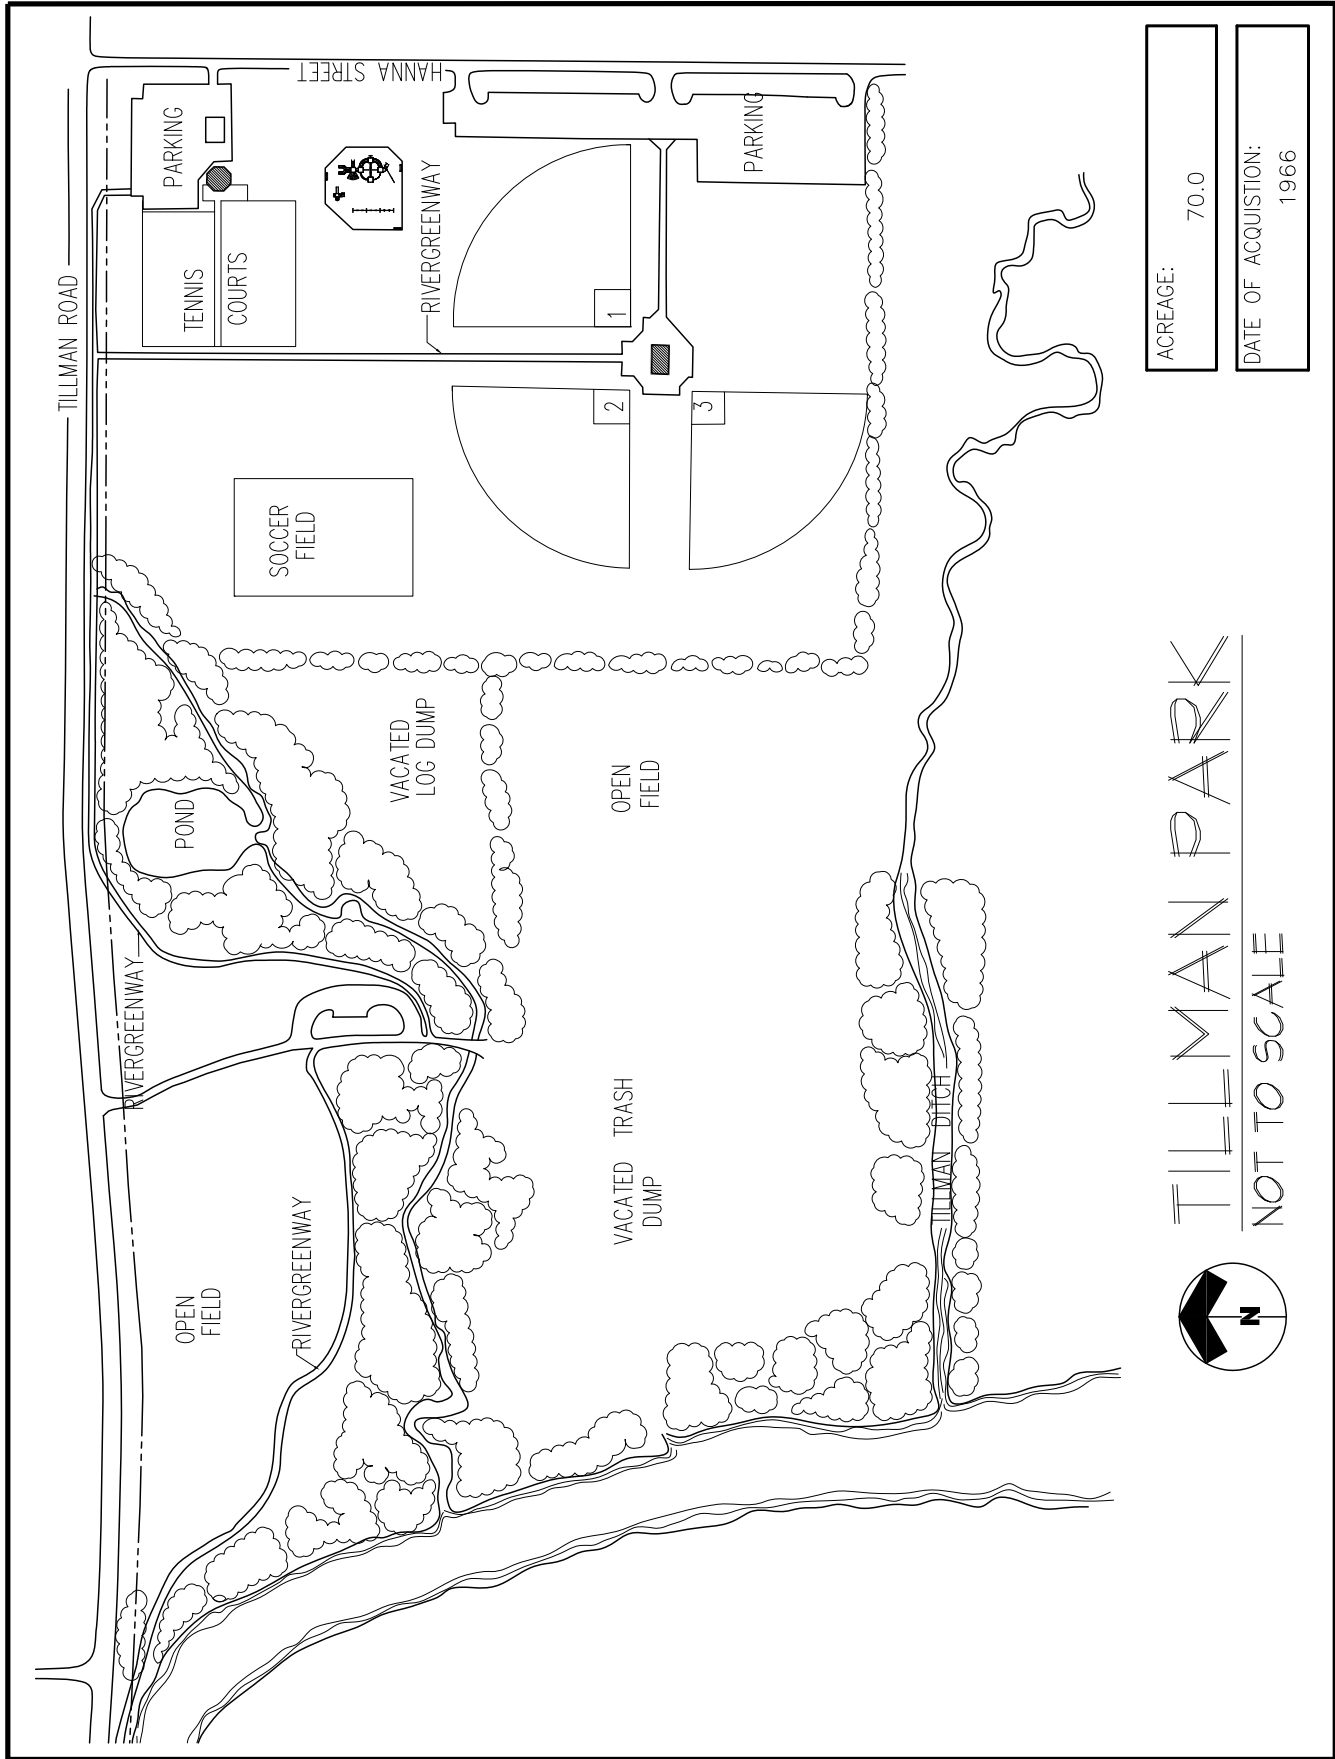 TILLMAN ROAD
HANNA STREET
PARKING
TENNIS
COURTS
RIVERGREENWAY
PARKING
1
2
3
SOCCER
FIELD
POND
VACATED
LOG DUMP
OPEN
FIELD
RIVERGREENWAY
OPEN
FIELD
RIVERGREENWAY
VACATED TRASH
DUMP
TILLMAN DITCH
TILLMAN PARK
NOT TO SCALE
N
ACREAGE:
70.0
DATE OF ACQUISTION:
1966